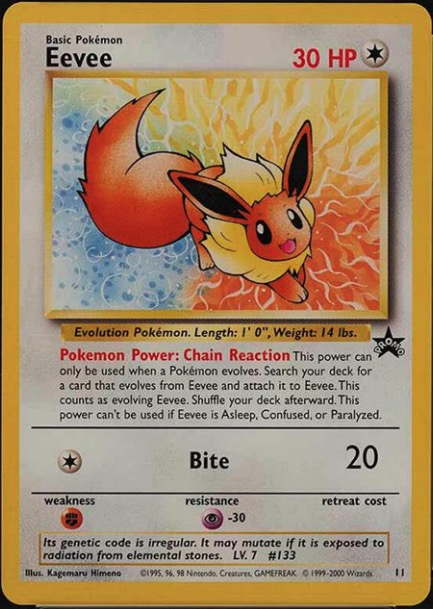 Basic Pokémon
Eevee
30 HP
Evolution Pokémon. Length: 1' 0", Weight: 14 lbs.
PROMO
Pokemon Power: Chain Reaction This power can
only be used when a Pokémon evolves. Search your deck for
a card that evolves from Eevee and attach it to Eevee. This
counts as evolving Eevee. Shuffle your deck afterward. This
power can't be used if Eevee is Asleep, Confused, or Paralyzed.
Bite 20
weakness resistance retreat cost
-30
Its genetic code is irregular. It may mutate if it is exposed to
radiation from elemental stones. LV. 7 #133
Illus. Kagemaru Himeno ©1995, 96, 98 Nintendo, Creatures, GAMEFREAK. © 1999-2000 Wizards. 11